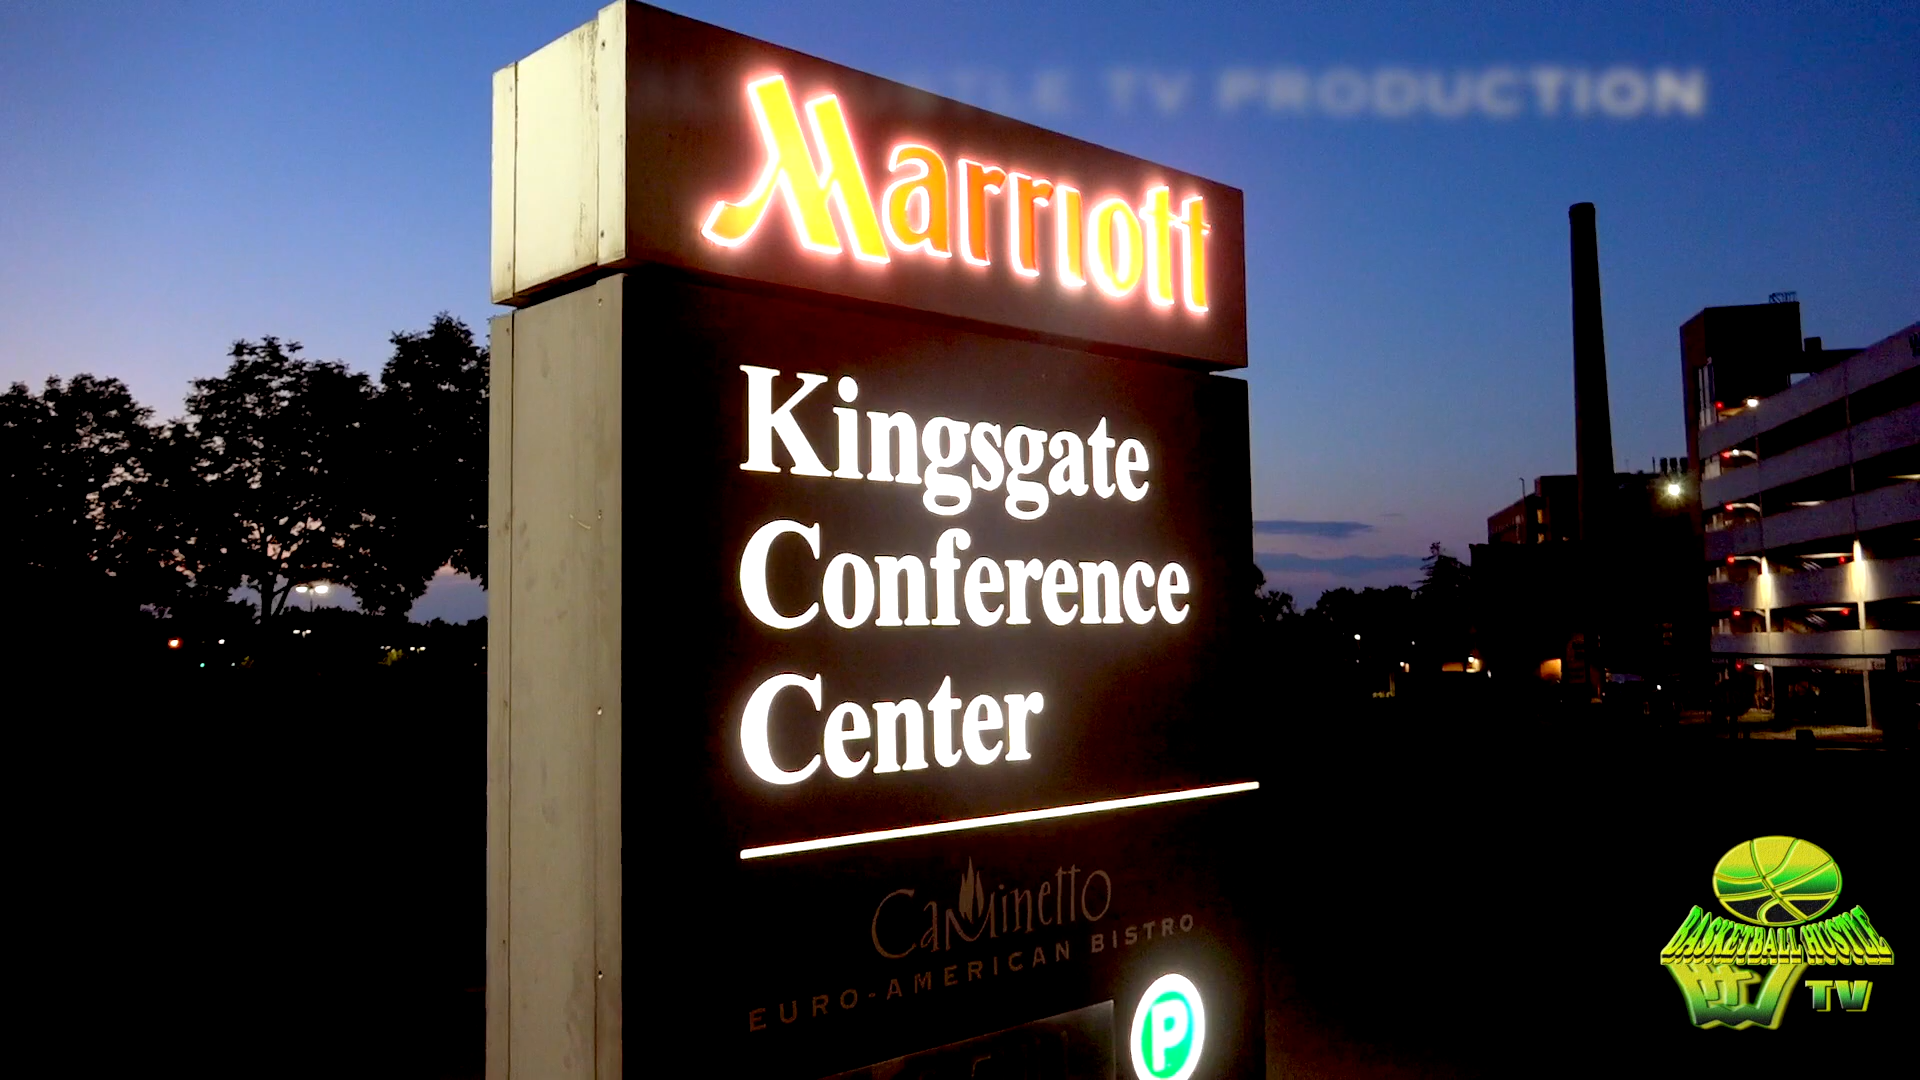 TV PRODUCTION
Marriott
Kingsgate
Conference
Center
CaMinetto
EURO-AMERICAN BISTRO
P
BASKETBALL HUSTLE
TV